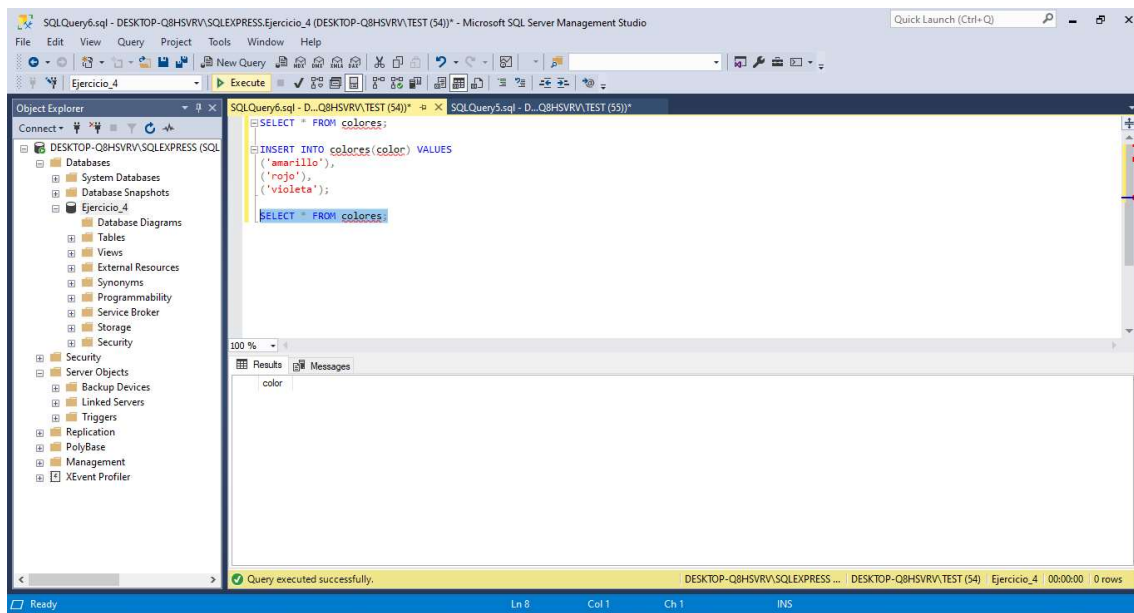 SQLQuery6.sql - DESKTOP-Q8HSVRV\SQLEXPRESS.Ejercicio_4 (DESKTOP-Q8HSVRV\TEST (54))* - Microsoft SQL Server Management Studio
Quick Launch (Ctrl+Q)
File Edit View Query Project Tools Window Help
New Query
Ejercicio_4
Execute
Object Explorer
Connect
DESKTOP-Q8HSVRV\SQLEXPRESS (SQL
Databases
System Databases
Database Snapshots
Ejercicio_4
Database Diagrams
Tables
Views
External Resources
Synonyms
Programmability
Service Broker
Storage
Security
Security
Server Objects
Backup Devices
Linked Servers
Triggers
Replication
PolyBase
Management
XEvent Profiler
SQLQuery6.sql - D...Q8HSVRV\TEST (54))* SQLQuery5.sql - D...Q8HSVRV\TEST (55))*
SELECT * FROM colores;
INSERT INTO colores(color) VALUES
('amarillo'),
('rojo'),
('violeta');
SELECT * FROM colores;
100 %
Results Messages
color
Query executed successfully.
DESKTOP-Q8HSVRV\SQLEXPRESS ... DESKTOP-Q8HSVRV\TEST (54) Ejercicio_4 00:00:00 0 rows
Ready Ln 8 Col 1 Ch 1 INS